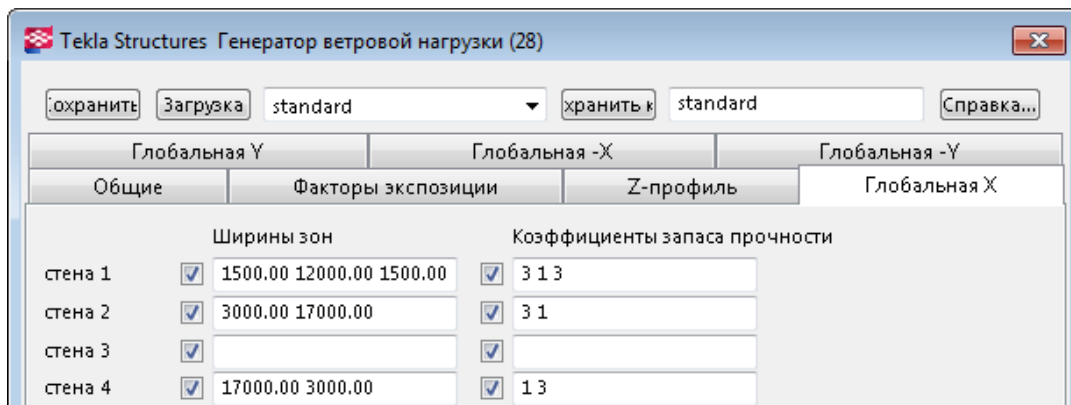 Tekla Structures Генератор ветровой нагрузки (28)
Сохранить Загрузка standard хранить к standard Справка...
Глобальная Y Глобальная -X Глобальная -Y
Общие Факторы экспозиции Z-профиль Глобальная X
Ширины зон Коэффициенты запаса прочности
стена 1 1500.00 12000.00 1500.00 3 1 3
стена 2 3000.00 17000.00 3 1
стена 3
стена 4 17000.00 3000.00 1 3